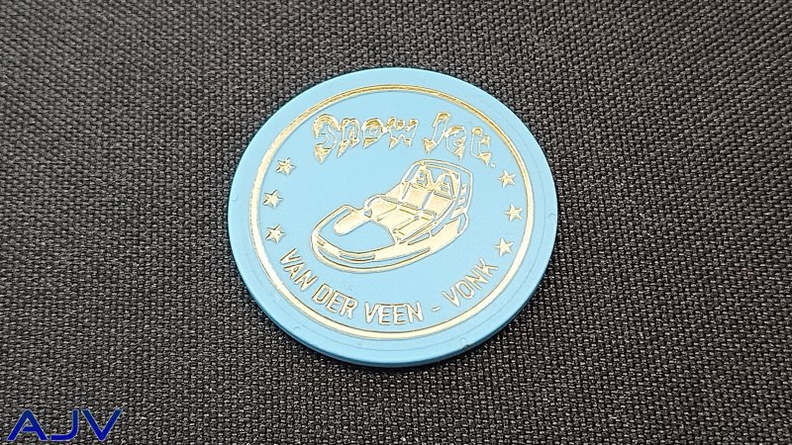 Snow Jet
VAN DER VEEN - VONK
AJV